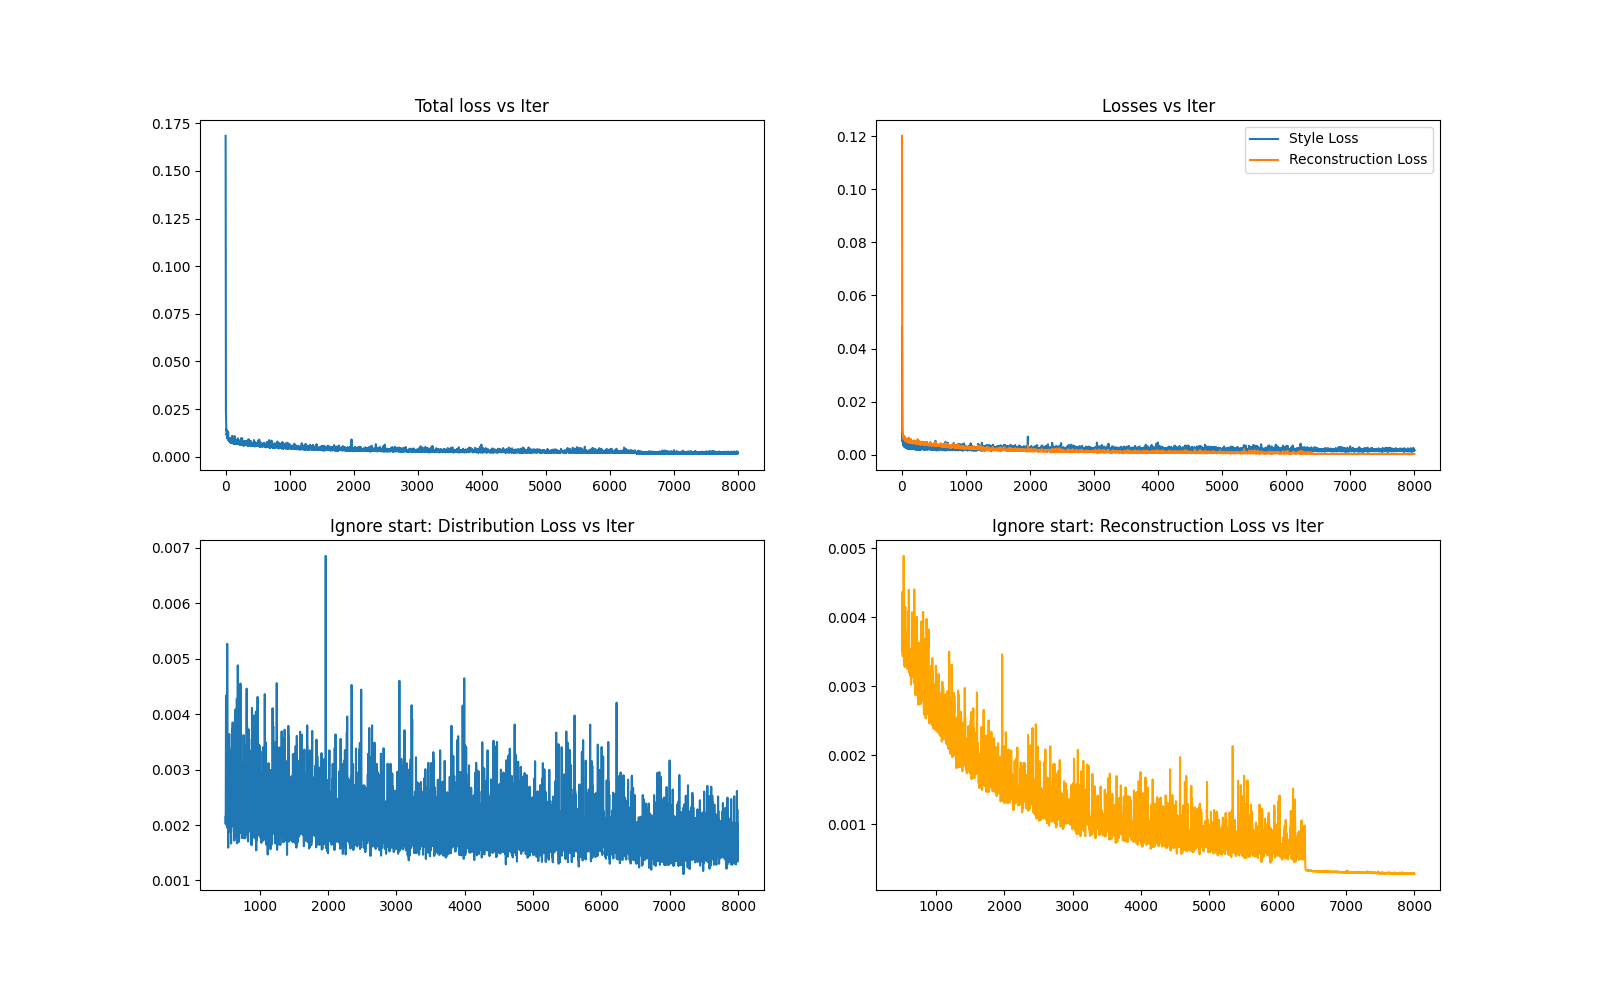 Total loss vs Iter
0.175
0.150
0.125
0.100
0.075
0.050
0.025
0.000
0 1000 2000 3000 4000 5000 6000 7000 8000
Losses vs Iter
Style Loss
Reconstruction Loss
0.12
0.10
0.08
0.06
0.04
0.02
0.00
0 1000 2000 3000 4000 5000 6000 7000 8000
Ignore start: Distribution Loss vs Iter
0.007
0.006
0.005
0.004
0.003
0.002
0.001
1000 2000 3000 4000 5000 6000 7000 8000
Ignore start: Reconstruction Loss vs Iter
0.005
0.004
0.003
0.002
0.001
1000 2000 3000 4000 5000 6000 7000 8000